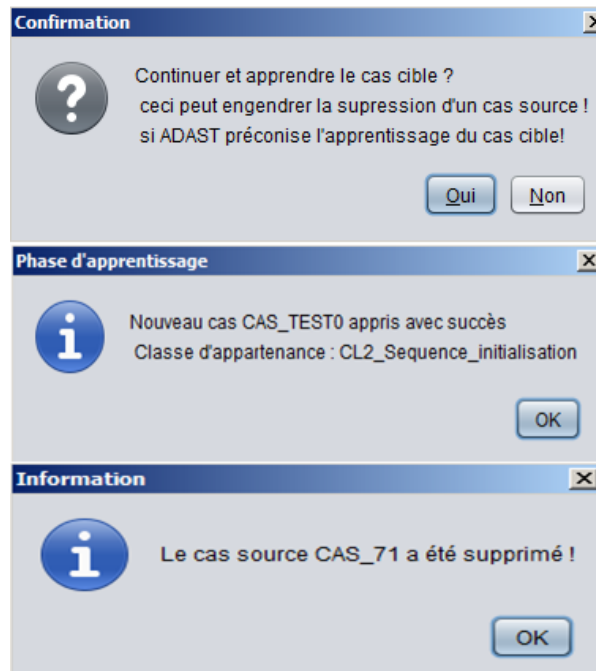 Confirmation
Continuer et apprendre le cas cible ?
ceci peut engendrer la supression d'un cas source !
si ADAST préconise l'apprentissage du cas cible!
Oui Non
Phase d'apprentissage
Nouveau cas CAS_TEST0 appris avec succès
Classe d'appartenance : CL2_Sequence_initialisation
OK
Information
Le cas source CAS_71 a été supprimé !
OK